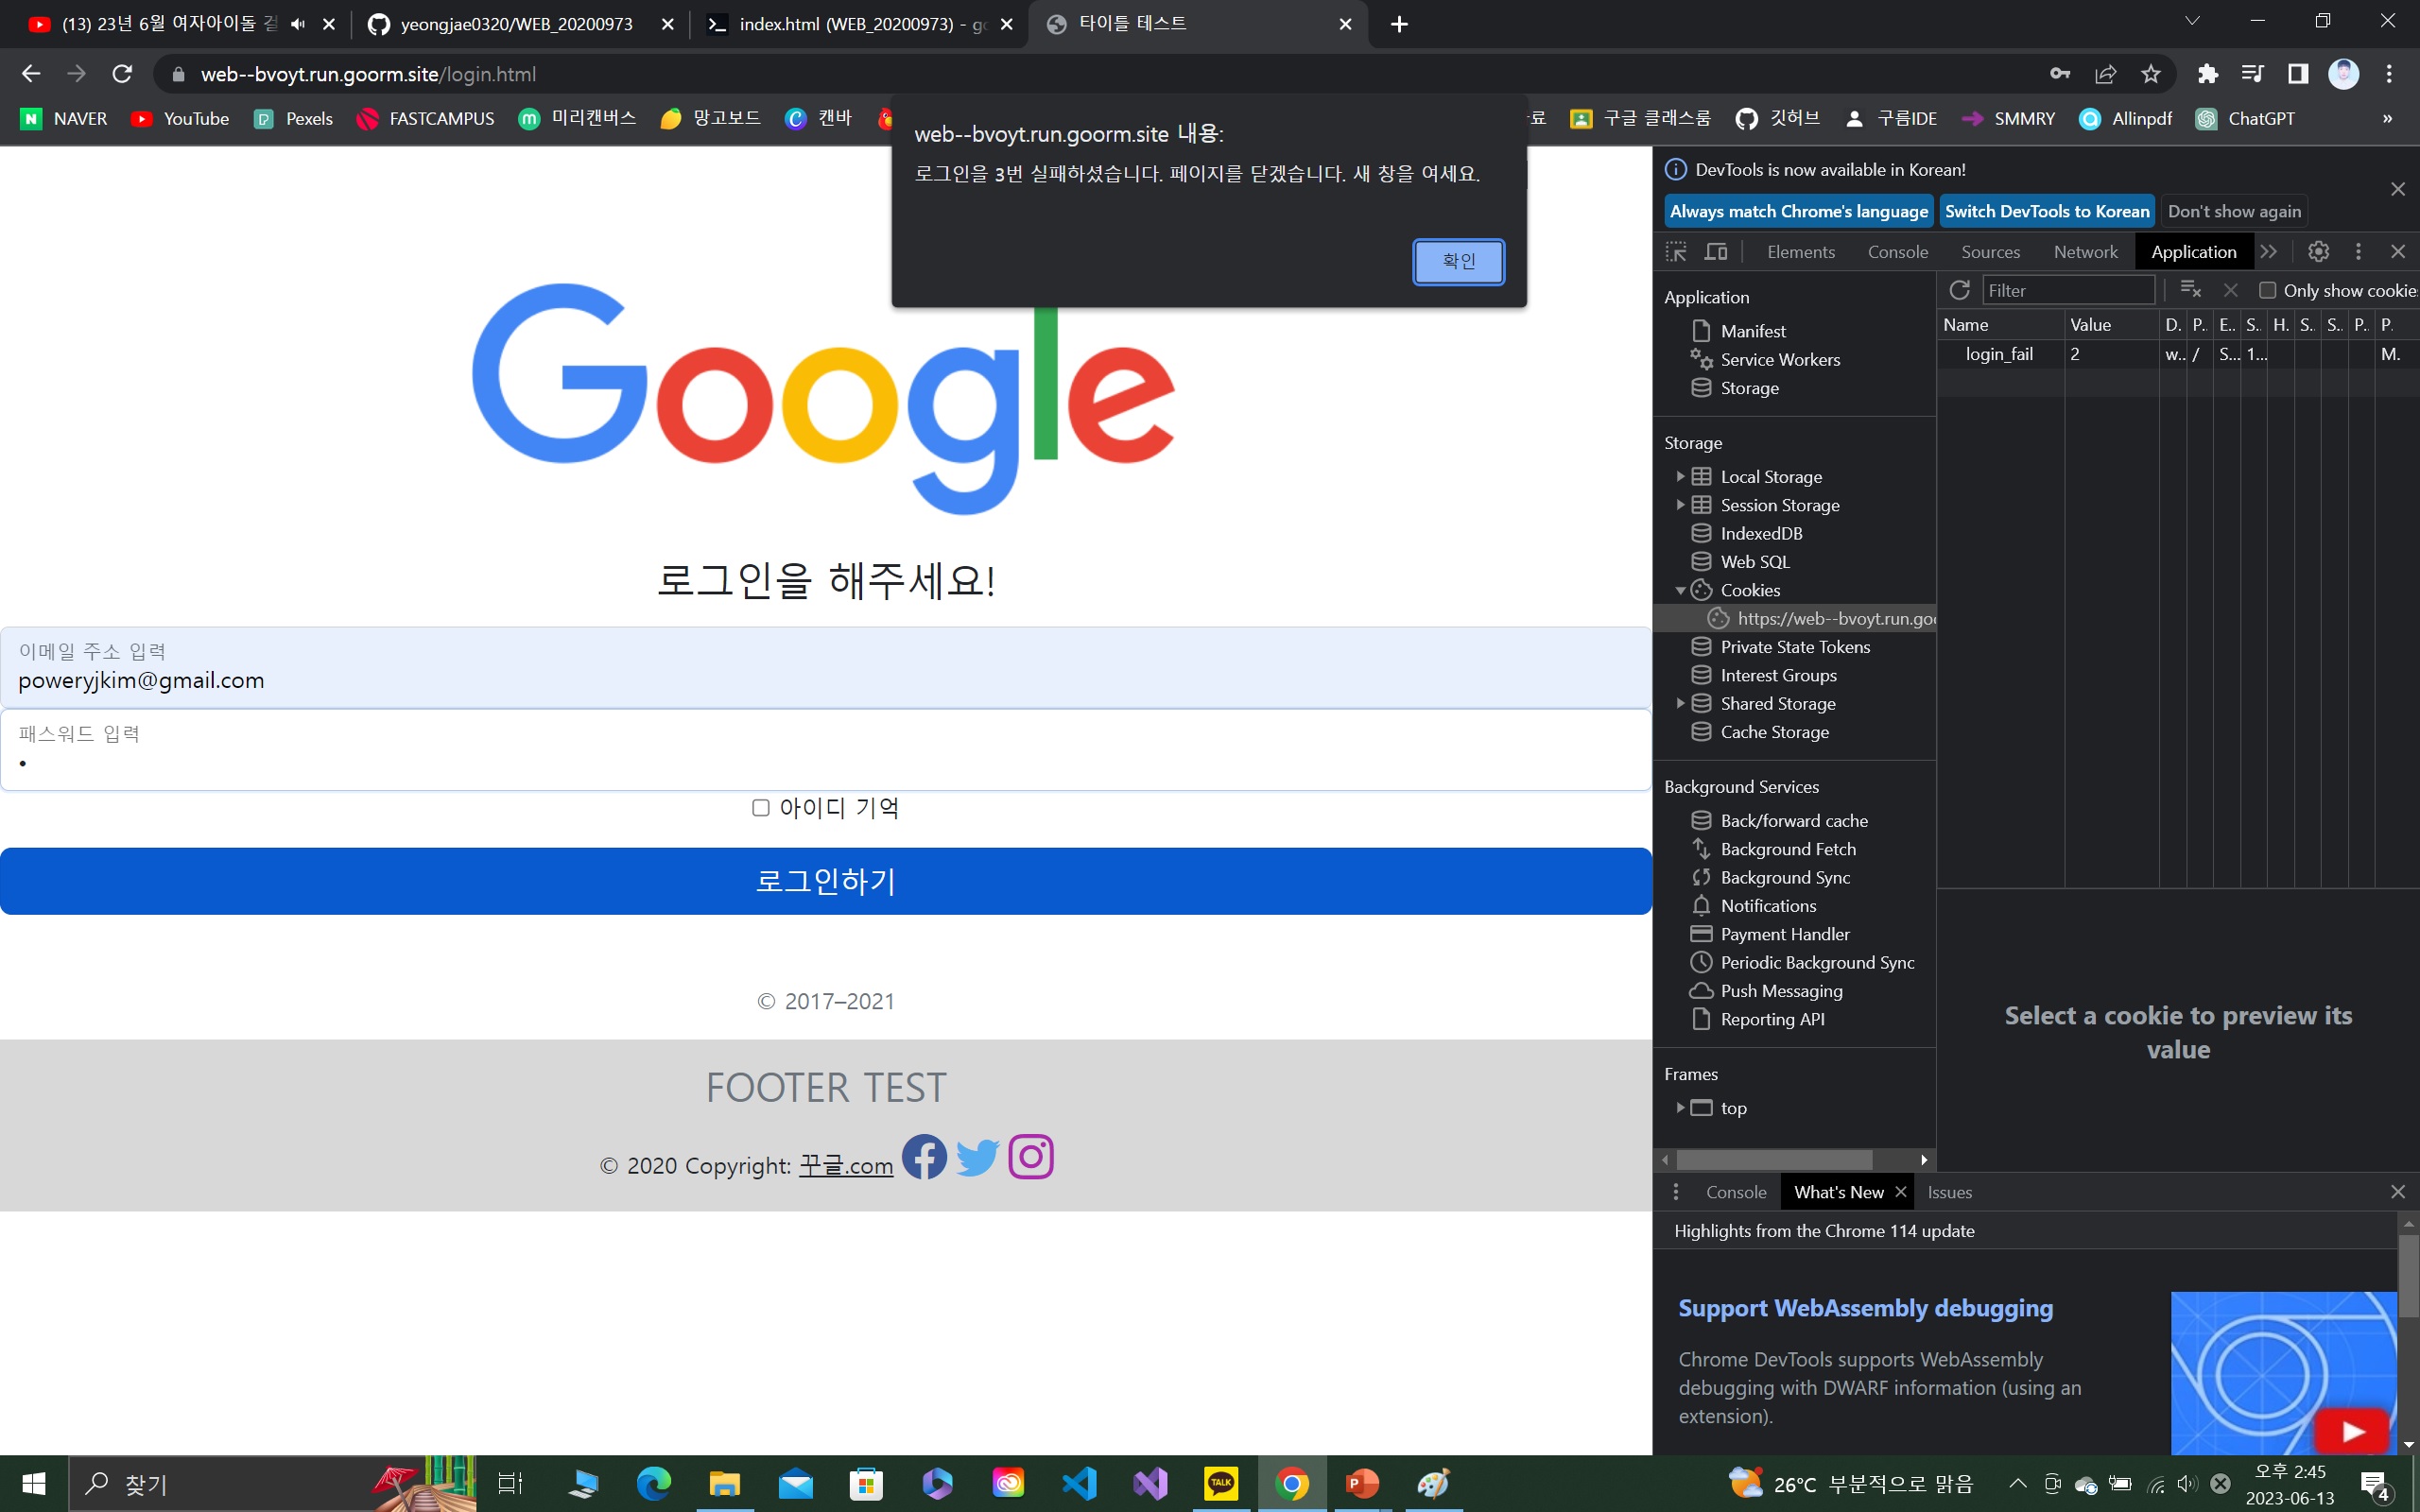 (13) 23년 6월 여자아이돌 걸
yeongjae0320/WEB_20200973
index.html (WEB_20200973) - go
타이틀 테스트
web--bvoyt.run.goorm.site/login.html
NAVER
YouTube
Pexels
FASTCAMPUS
미리캔버스
망고보드
캔바
구글 클래스룸
깃허브
구름IDE
SMMRY
Allinpdf
ChatGPT
»
web--bvoyt.run.goorm.site 내용:
로그인을 3번 실패하셨습니다. 페이지를 닫겠습니다. 새 창을 여세요.
확인
Google
로그인을 해주세요!
이메일 주소 입력
poweryjkim@gmail.com
패스워드 입력
•
아이디 기억
로그인하기
© 2017–2021
FOOTER TEST
© 2020 Copyright: 꾸글.com
DevTools is now available in Korean!
Always match Chrome's language Switch DevTools to Korean Don't show again
Elements Console Sources Network Application
Application
Manifest
Service Workers
Storage
Storage
Local Storage
Session Storage
IndexedDB
Web SQL
Cookies
https://web--bvoyt.run.goo
Private State Tokens
Interest Groups
Shared Storage
Cache Storage
Background Services
Back/forward cache
Background Fetch
Background Sync
Notifications
Payment Handler
Periodic Background Sync
Push Messaging
Reporting API
Frames
top
Filter
Only show cookie
Name Value D. P.. E.. S.. H. S.. S.. P.. P.
login_fail 2 w.. / S... 1... M.
Select a cookie to preview its
value
Console What's New Issues
Highlights from the Chrome 114 update
Support WebAssembly debugging
Chrome DevTools supports WebAssembly
debugging with DWARF information (using an
extension).
찾기
TALK
26°C 부분적으로 맑음
오후 2:45
2023-06-13
4